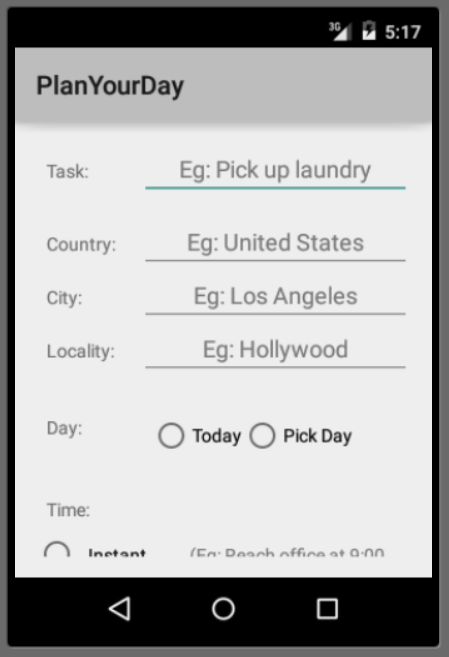 3G 5:17
PlanYourDay
Task: Eg: Pick up laundry
Country: Eg: United States
City: Eg: Los Angeles
Locality: Eg: Hollywood
Day: Today Pick Day
Time:
Instant (Eg: Reach office at 9:00